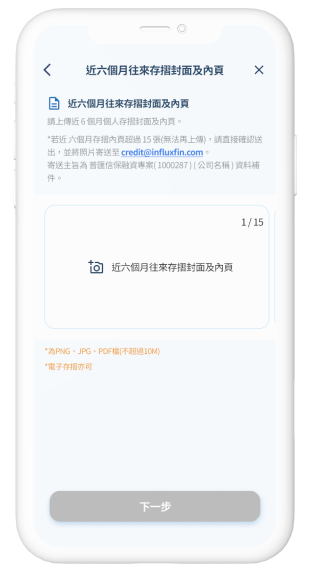 近六個月往來存摺封面及內頁
近六個月往來存摺封面及內頁
請上傳近 6 個月個人存摺封面及內頁。
*若近 六個月存摺內頁超過 15 張(無法再上傳)，請直接確認送
出，並將照片寄送至 credit@influxfin.com。
寄送主旨為 普匯信保融資專案( 1000287 ) ( 公司名稱 ) 資料補
件。
1 / 15
近六個月往來存摺封面及內頁
*為PNG、JPG、PDF檔(不超過10M)
*電子存摺亦可
下一步